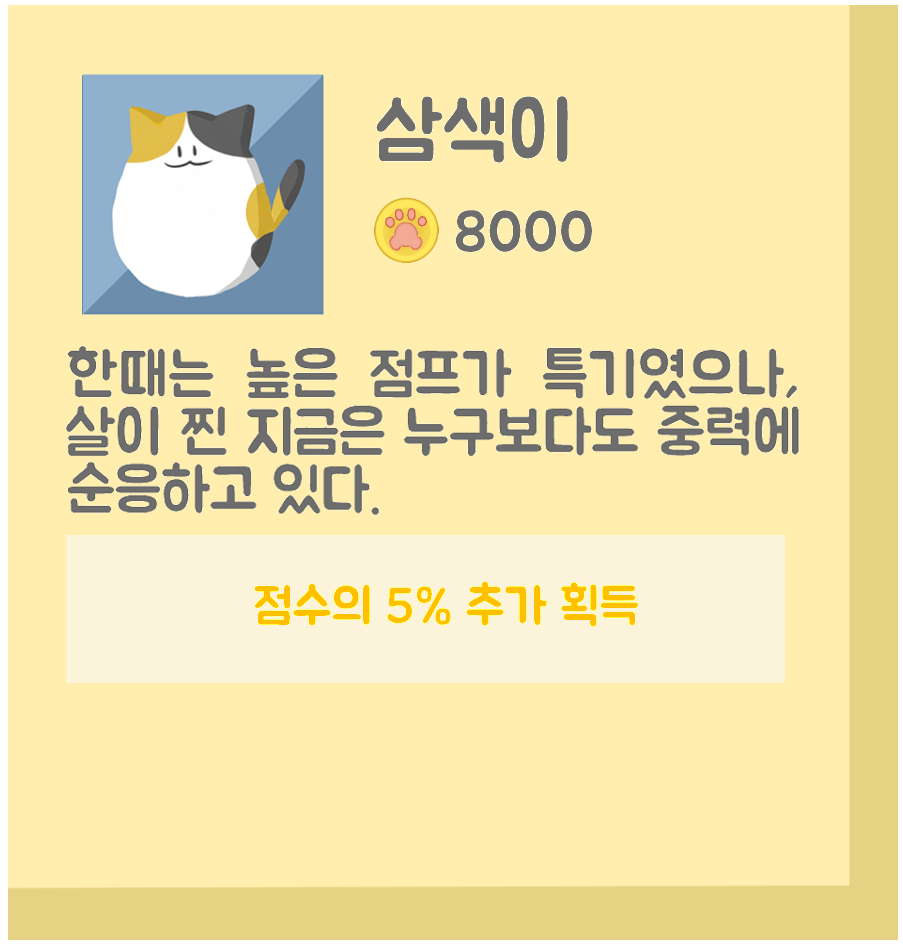 삼색이
8000
한때는 높은 점프가 특기였으나,
살이 찐 지금은 누구보다도 중력에
순응하고 있다.
점수의 5% 추가 획득